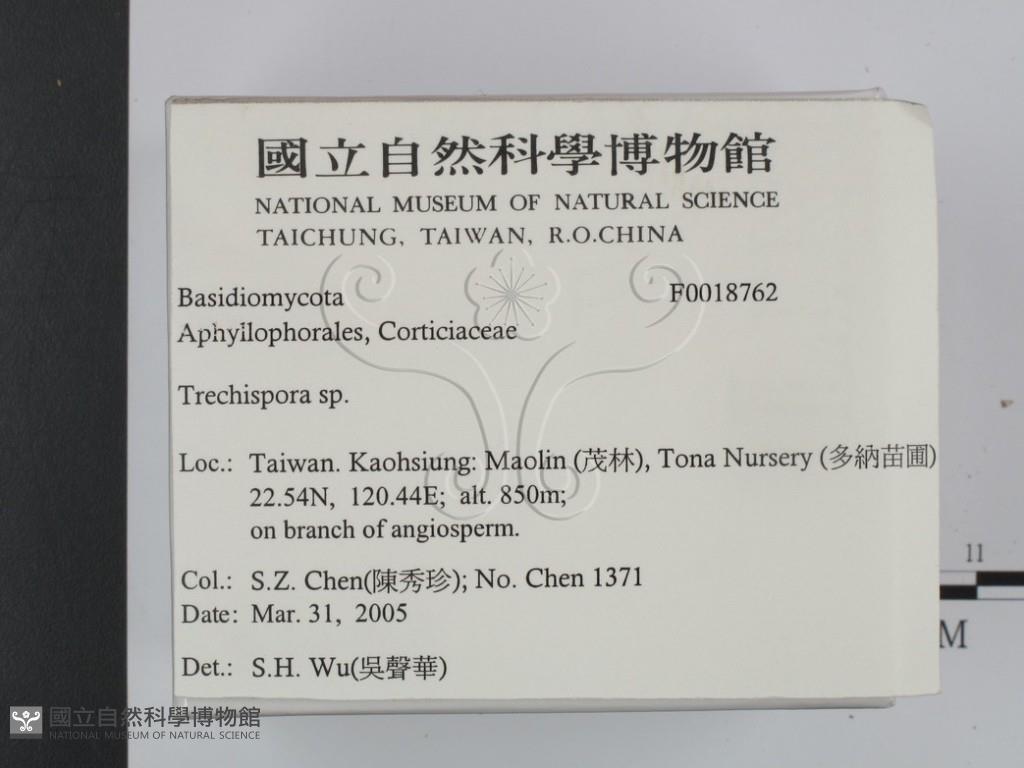 國立自然科學博物館
NATIONAL MUSEUM OF NATURAL SCIENCE
TAICHUNG, TAIWAN, R.O.CHINA
Basidiomycota F0018762
Aphyllophorales, Corticiaceae
Trechispora sp.
Loc.: Taiwan. Kaohsiung: Maolin (茂林), Tona Nursery (多納苗圃)
22.54N, 120.44E; alt. 850m;
on branch of angiosperm.
Col.: S.Z. Chen(陳秀珍); No. Chen 1371
Date: Mar. 31, 2005
Det.: S.H. Wu(吳聲華)
11
M
國立自然科學博物館
NATIONAL MUSEUM OF NATURAL SCIENCE